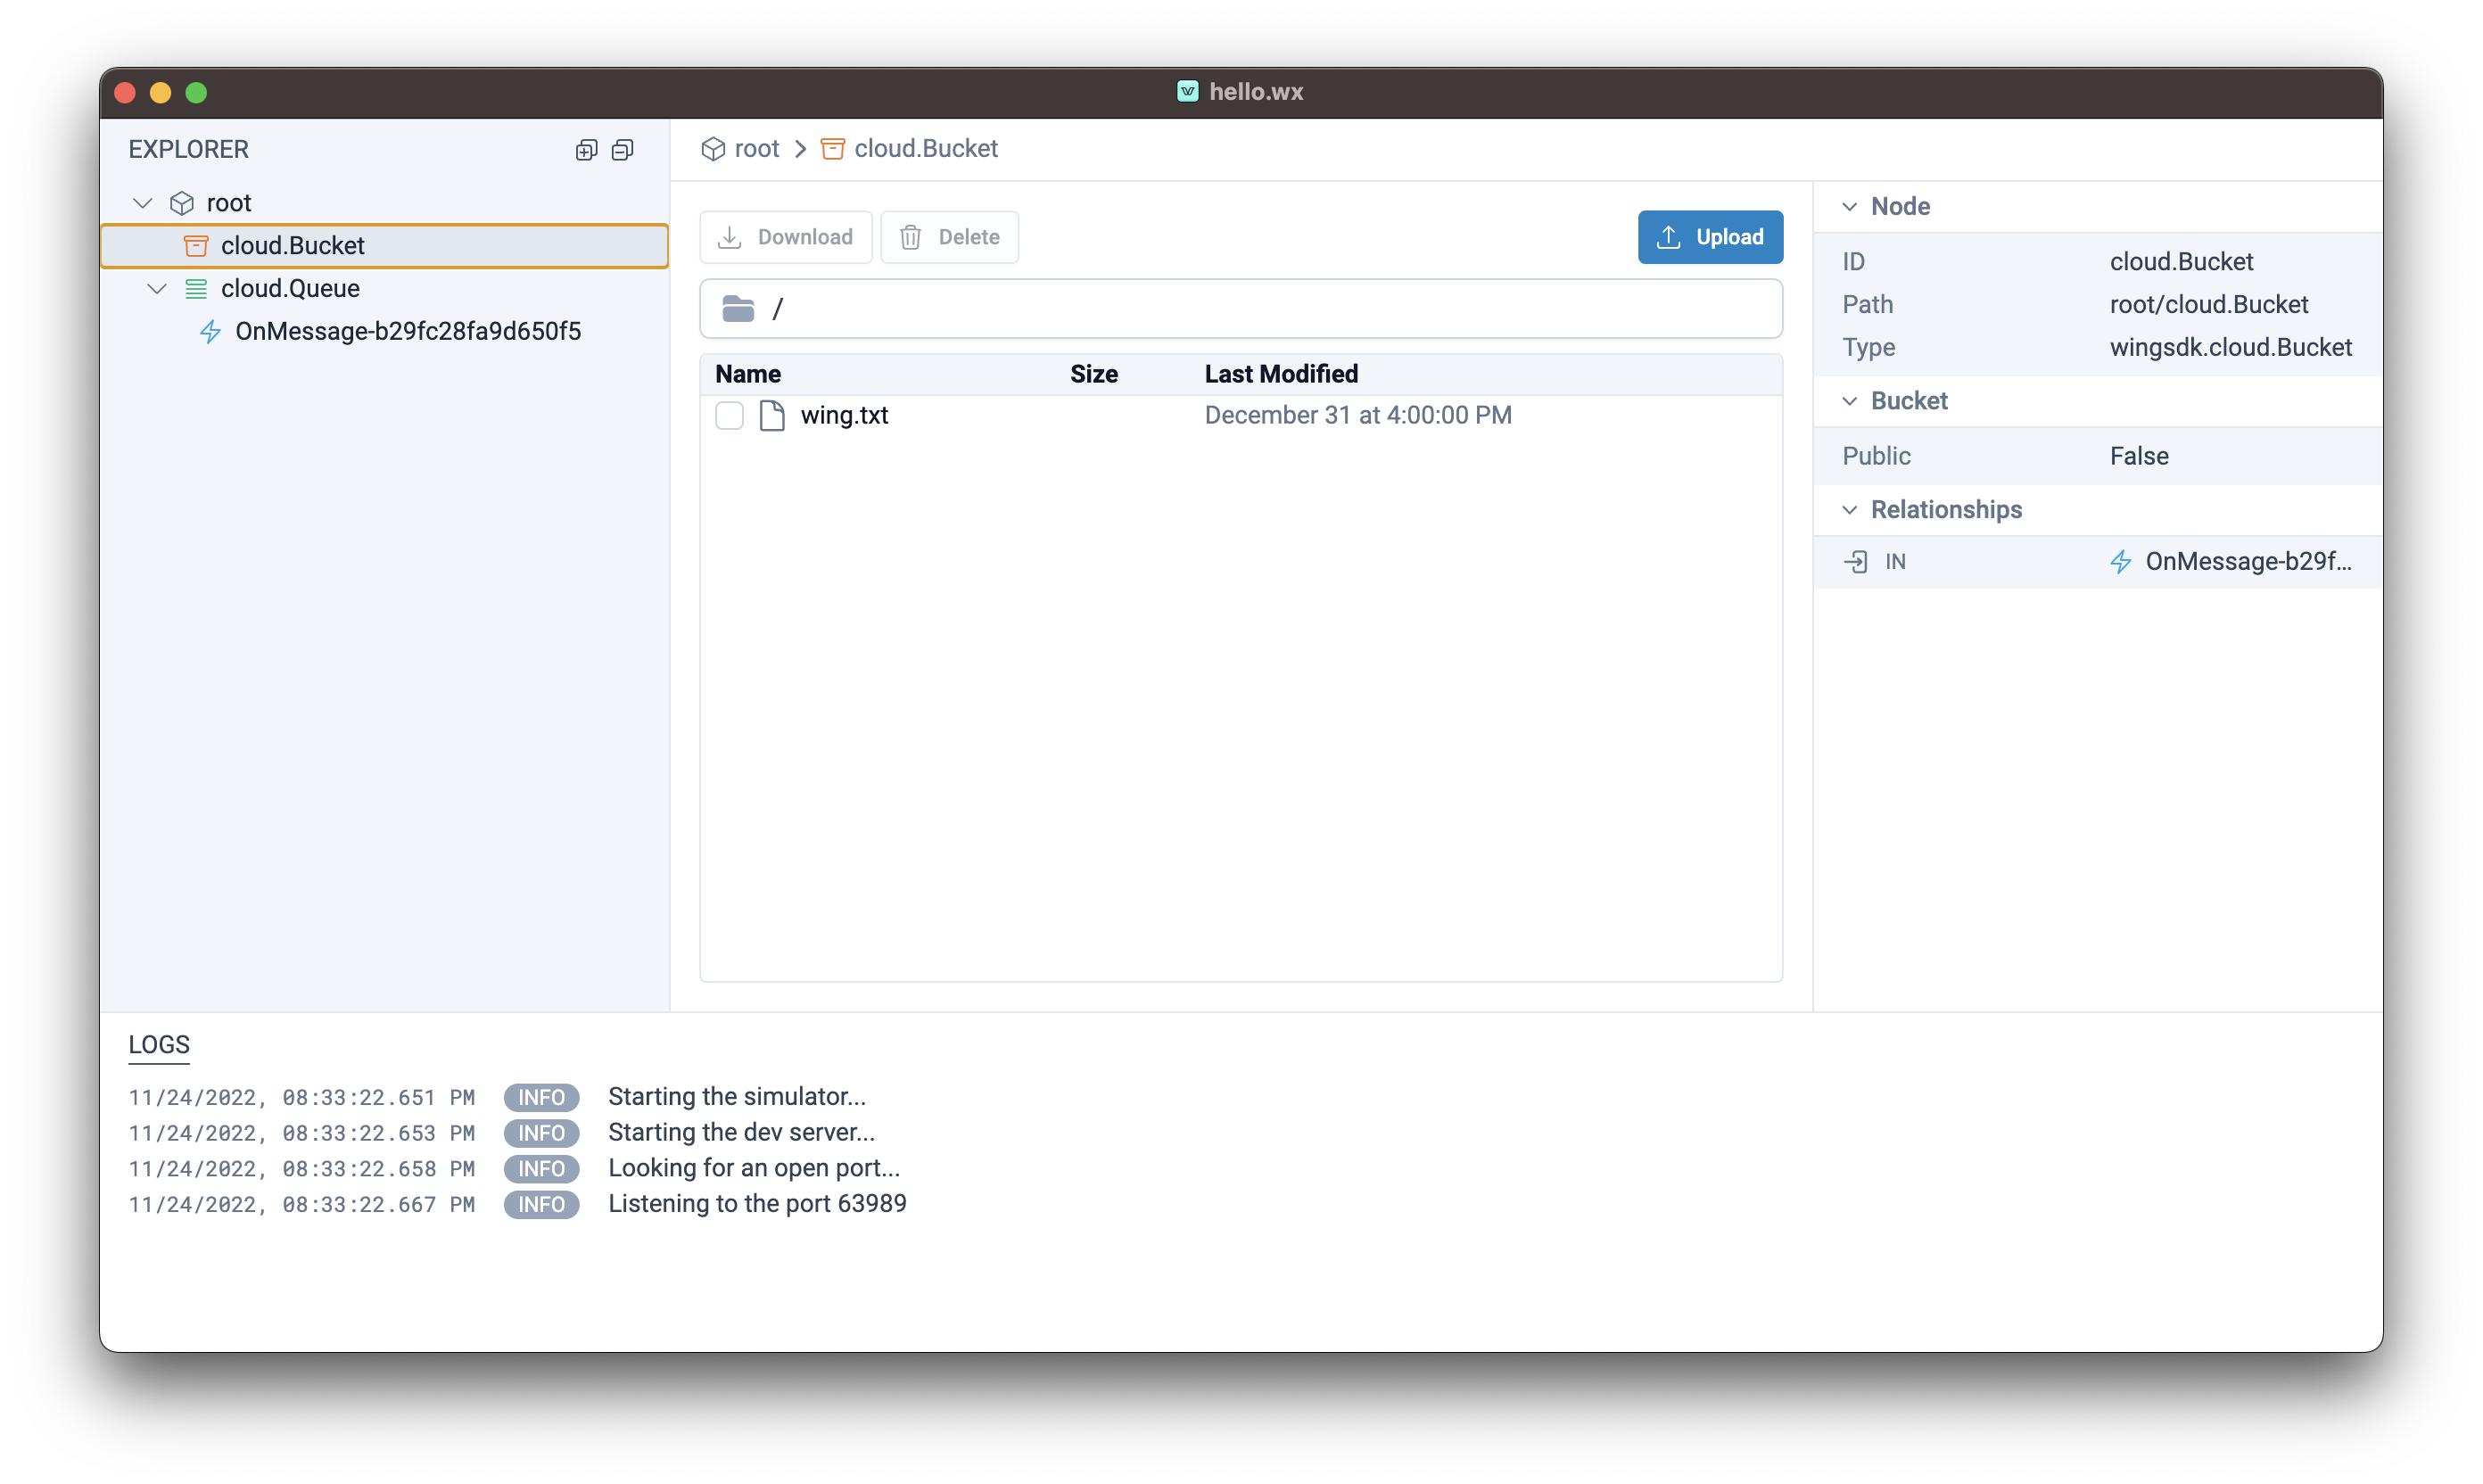 hello.wx
EXPLORER
root
cloud.Bucket
cloud.Queue
OnMessage-b29fc28fa9d650f5
root > cloud.Bucket
Download Delete Upload
/
Name Size Last Modified
wing.txt December 31 at 4:00:00 PM
Node
ID cloud.Bucket
Path root/cloud.Bucket
Type wingsdk.cloud.Bucket
Bucket
Public False
Relationships
IN OnMessage-b29f...
LOGS
11/24/2022, 08:33:22.651 PM INFO Starting the simulator...
11/24/2022, 08:33:22.653 PM INFO Starting the dev server...
11/24/2022, 08:33:22.658 PM INFO Looking for an open port...
11/24/2022, 08:33:22.667 PM INFO Listening to the port 63989